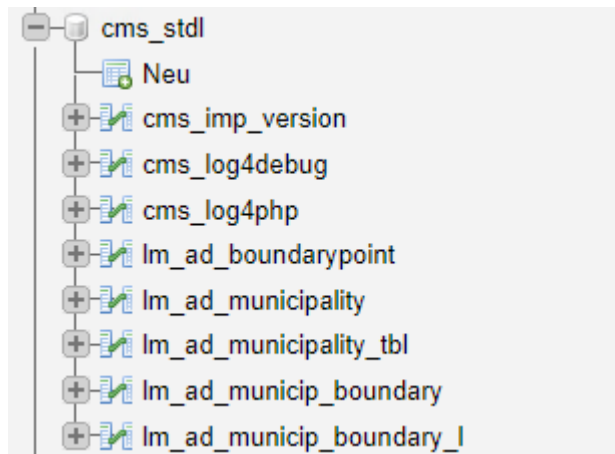 cms_stdl
Neu
cms_imp_version
cms_log4debug
cms_log4php
lm_ad_boundarypoint
lm_ad_municipality
lm_ad_municipality_tbl
lm_ad_municip_boundary
lm_ad_municip_boundary_l